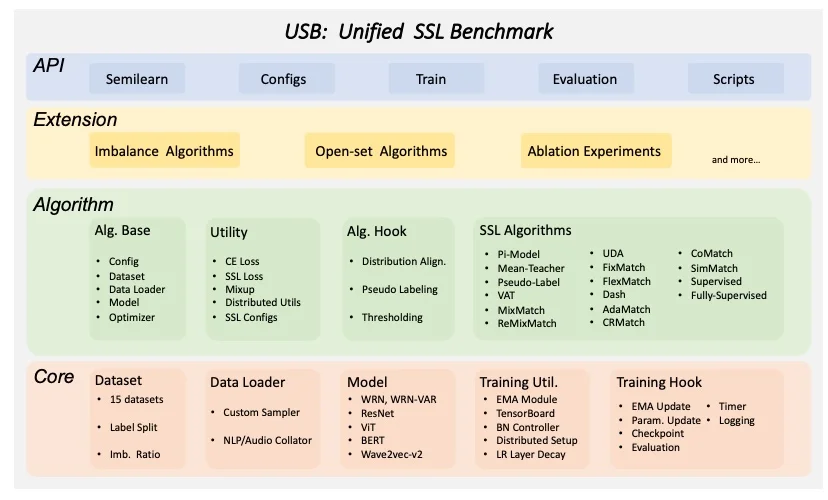 USB: Unified SSL Benchmark
API
Semilearn
Configs
Train
Evaluation
Scripts
Extension
Imbalance Algorithms
Open-set Algorithms
Ablation Experiments
and more...
Algorithm
Alg. Base
• Config
• Dataset
• Data Loader
• Model
• Optimizer
Utility
• CE Loss
• SSL Loss
• Mixup
• Distributed Utils
• SSL Configs
Alg. Hook
• Distribution Align.
• Pseudo Labeling
• Thresholding
SSL Algorithms
• Pi-Model
• Mean-Teacher
• Pseudo-Label
• VAT
• MixMatch
• ReMixMatch
• UDA
• FixMatch
• FlexMatch
• Dash
• AdaMatch
• CRMatch
• CoMatch
• SimMatch
• Supervised
• Fully-Supervised
Core
Dataset
• 15 datasets
• Label Split
• Imb. Ratio
Data Loader
• Custom Sampler
• NLP/Audio Collator
Model
• WRN, WRN-VAR
• ResNet
• ViT
• BERT
• Wave2vec-v2
Training Util.
• EMA Module
• TensorBoard
• BN Controller
• Distributed Setup
• LR Layer Decay
Training Hook
• EMA Update
• Param. Update
• Checkpoint
• Evaluation
• Timer
• Logging